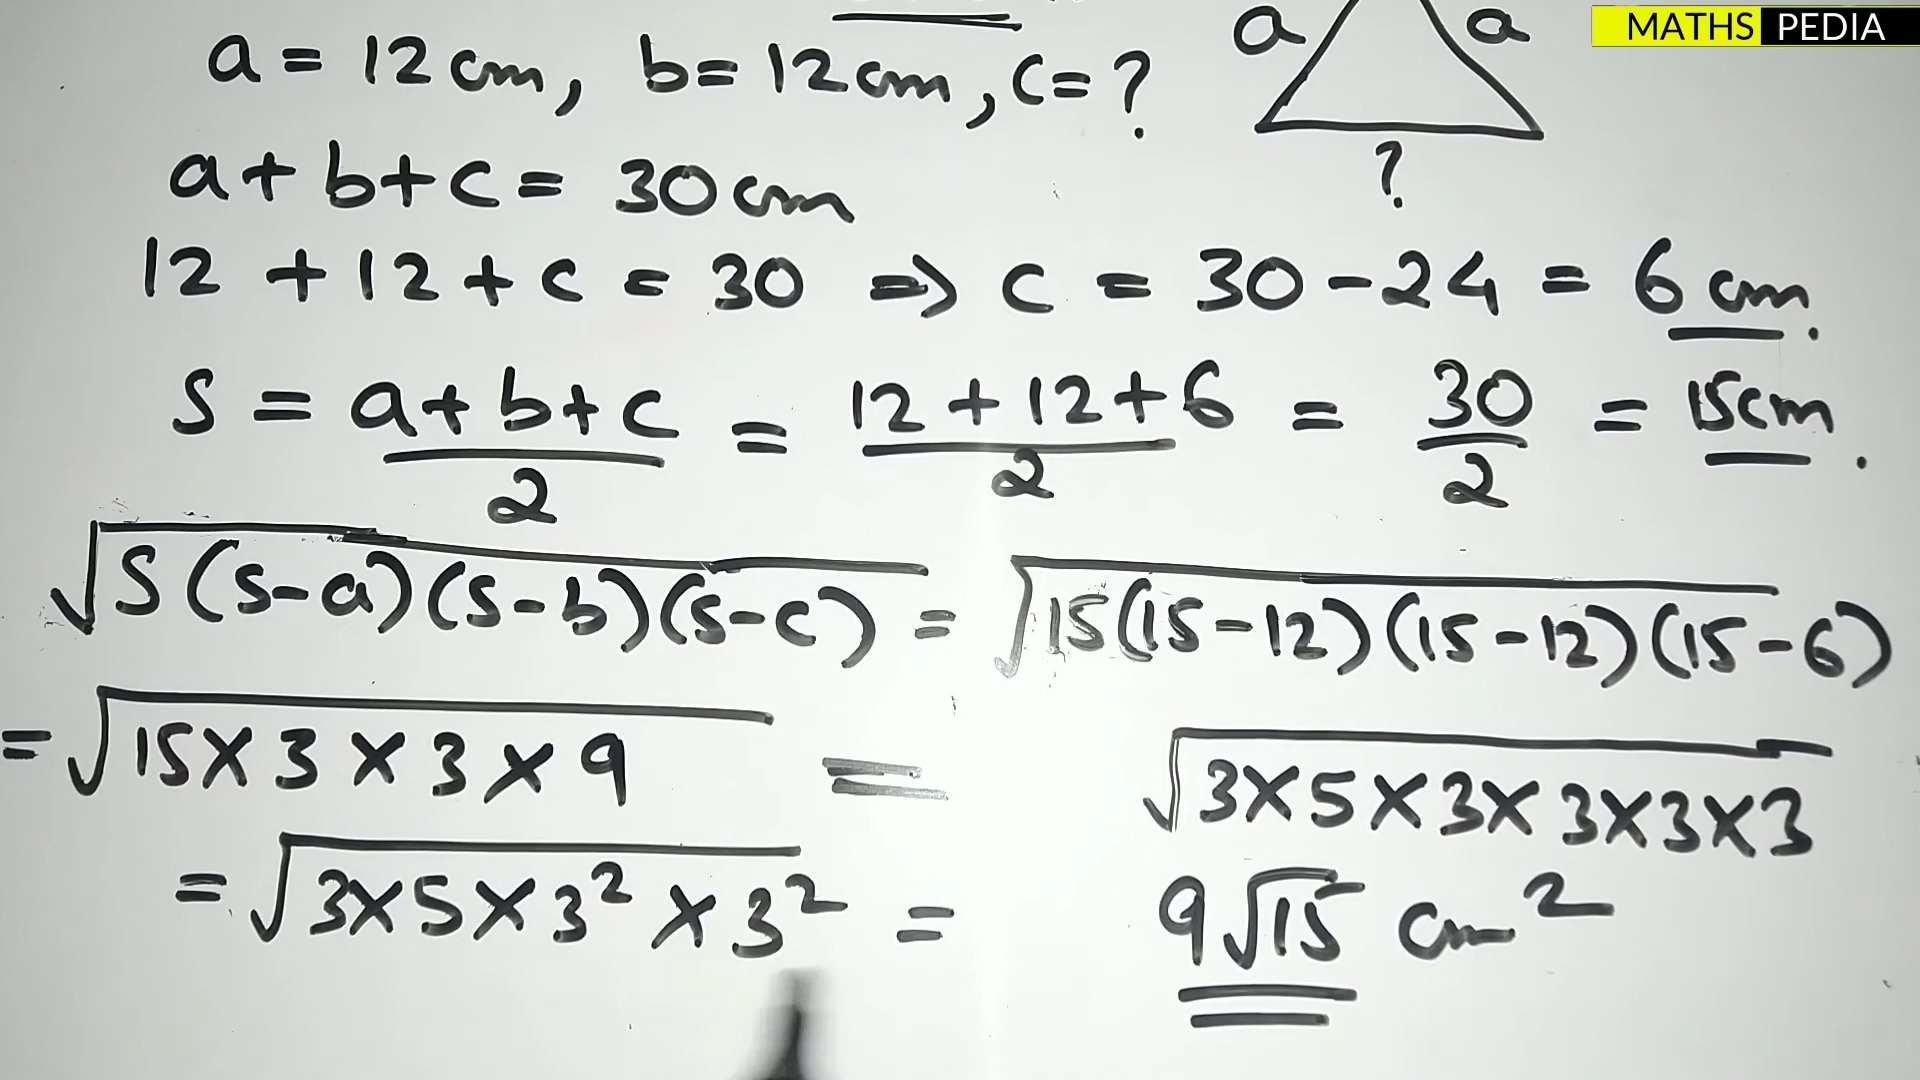 MATHS PEDIA
a = 12 cm, b = 12 cm, c = ?
a a
?
a + b + c = 30 cm
12 + 12 + c = 30 ⇒ c = 30 - 24 = 6 cm.
S = a + b + c / 2 = 12 + 12 + 6 / 2 = 30 / 2 = 15 cm.
√S(s-a)(s-b)(s-c) = √15(15-12)(15-12)(15-6)
= √15 × 3 × 3 × 9 = √3 × 5 × 3 × 3 × 3 × 3
= √3 × 5 × 3² × 3² = 9√15 cm²